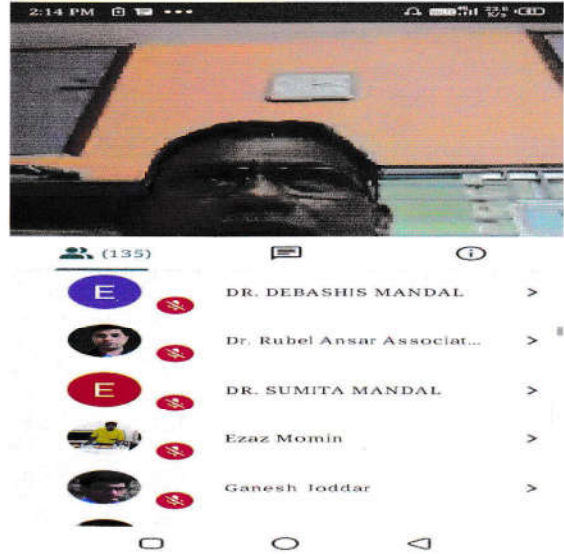 2:14 PM
(135)
E
DR. DEBASHIS MANDAL
Dr. Rubel Ansar Associat...
E
DR. SUMITA MANDAL
Ezaz Momin
Ganesh Joddar